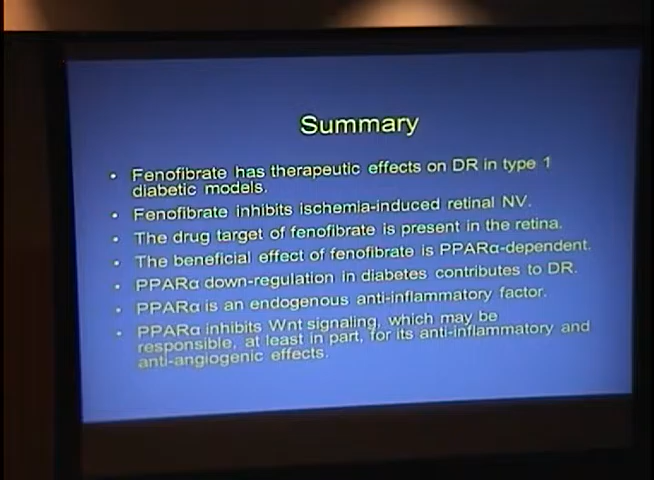 Summary
• Fenofibrate has therapeutic effects on DR in type 1
diabetic models.
• Fenofibrate inhibits ischemia-induced retinal NV.
• The drug target of fenofibrate is present in the retina.
• The beneficial effect of fenofibrate is PPARα-dependent.
• PPARα down-regulation in diabetes contributes to DR.
• PPARα is an endogenous anti-inflammatory factor.
• PPARα inhibits Wnt signaling, which may be
responsible, at least in part, for its anti-inflammatory and
anti-angiogenic effects.